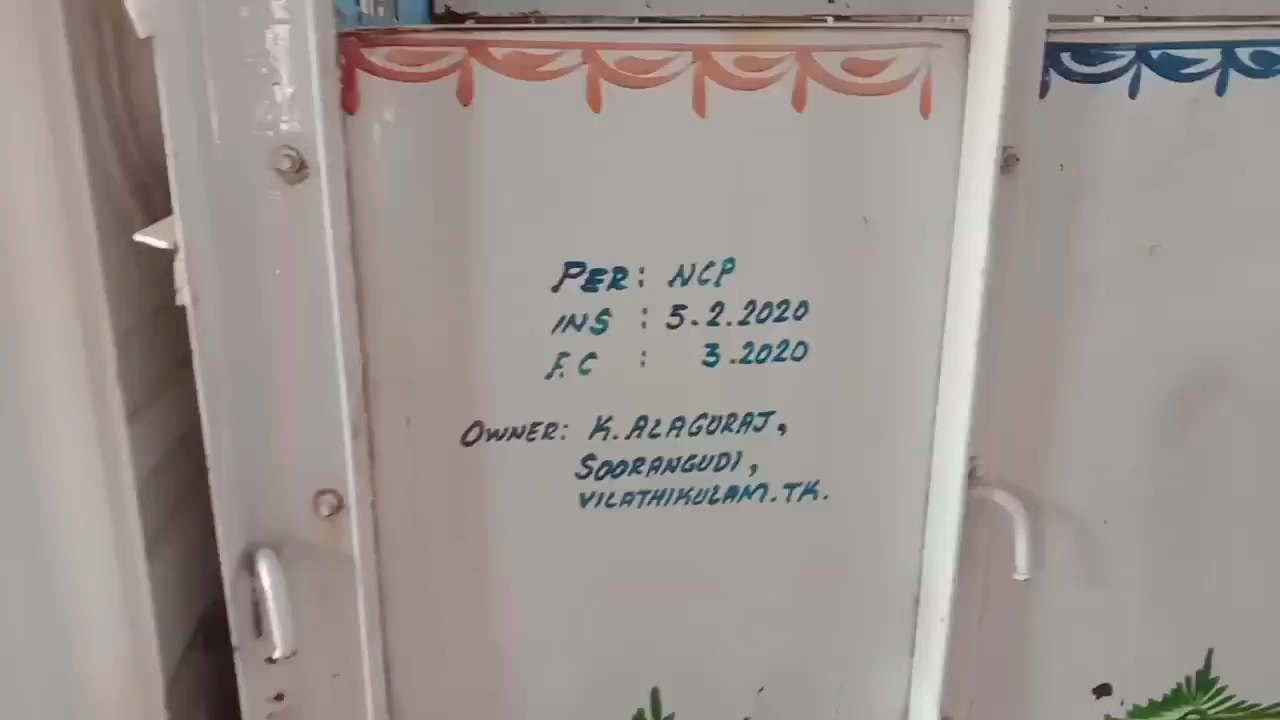 PER: NCP
INS : 5.2.2020
F.C : 3.2020
OWNER: K.ALAGURAJ,
SOORANGUDI,
VILATHIKULAM.TK.